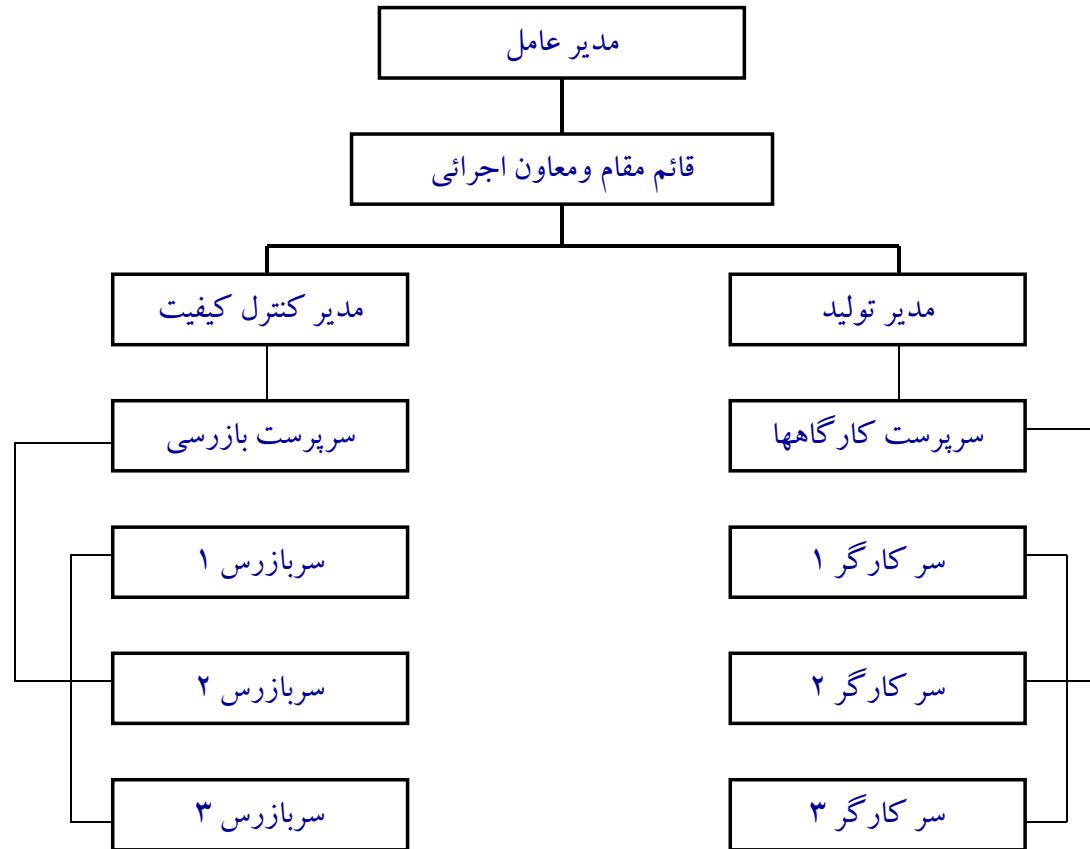 مدیر عامل
قائم مقام ومعاون اجرائی
مدیر تولید
مدیر کنترل کیفیت
سرپرست کارگاهها
سرپرست بازرسی
سر کارگر ۱
سربازرس ۱
سر کارگر ۲
سربازرس ۲
سر کارگر ۳
سربازرس ۳